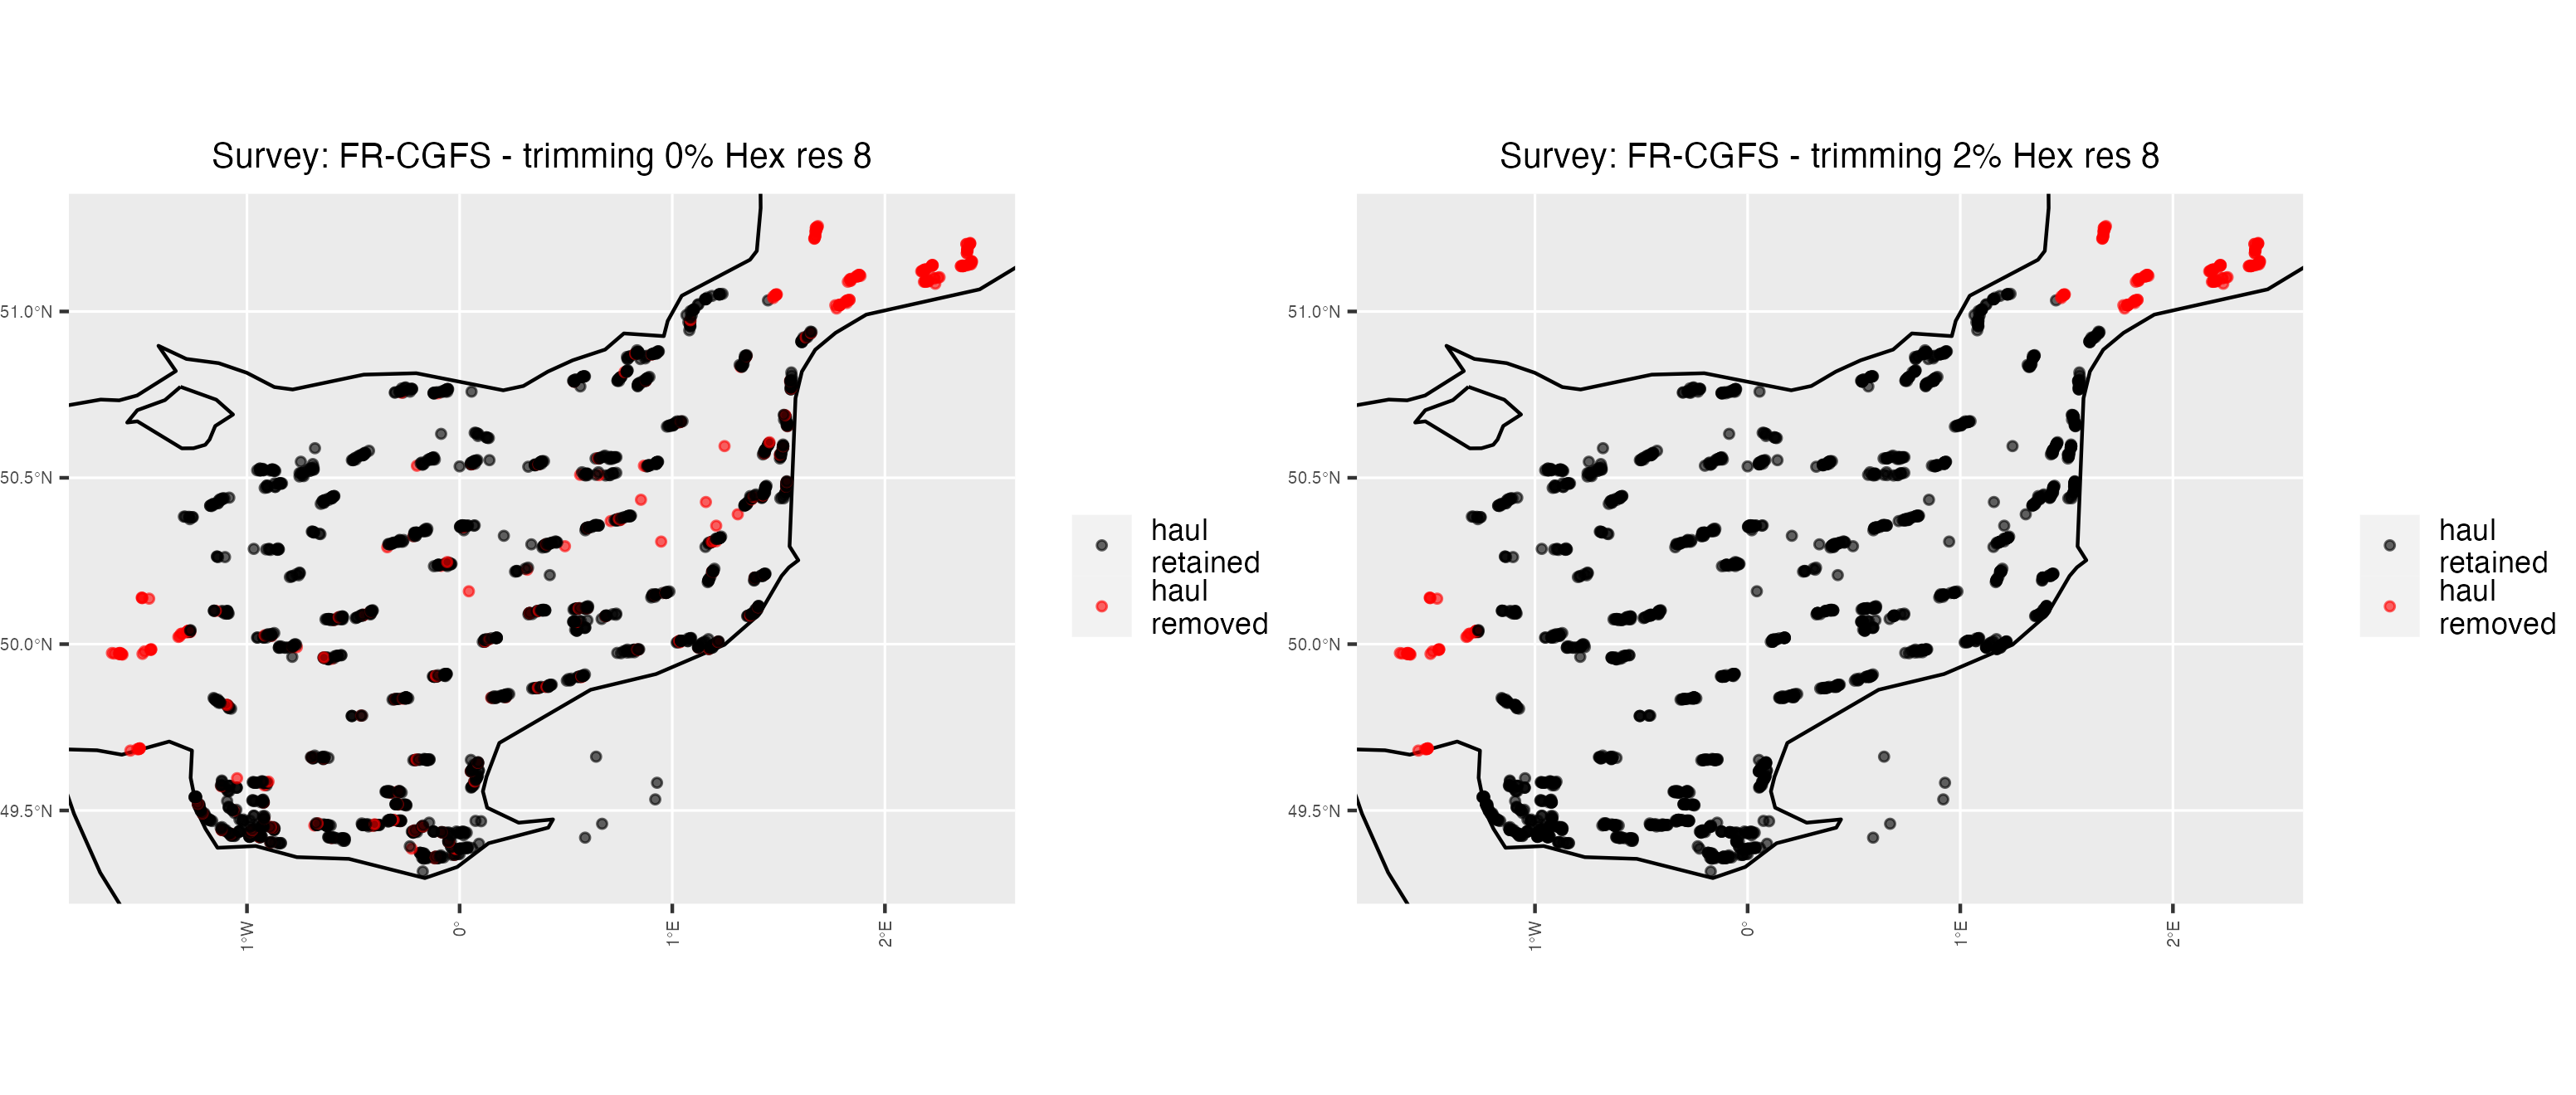 Survey: FR-CGFS - trimming 0% Hex res 8
51.0°N
50.5°N
50.0°N
49.5°N
1°W
0°
1°E
2°E
haul
retained
haul
removed
Survey: FR-CGFS - trimming 2% Hex res 8
51.0°N
50.5°N
50.0°N
49.5°N
1°W
0°
1°E
2°E
haul
retained
haul
removed